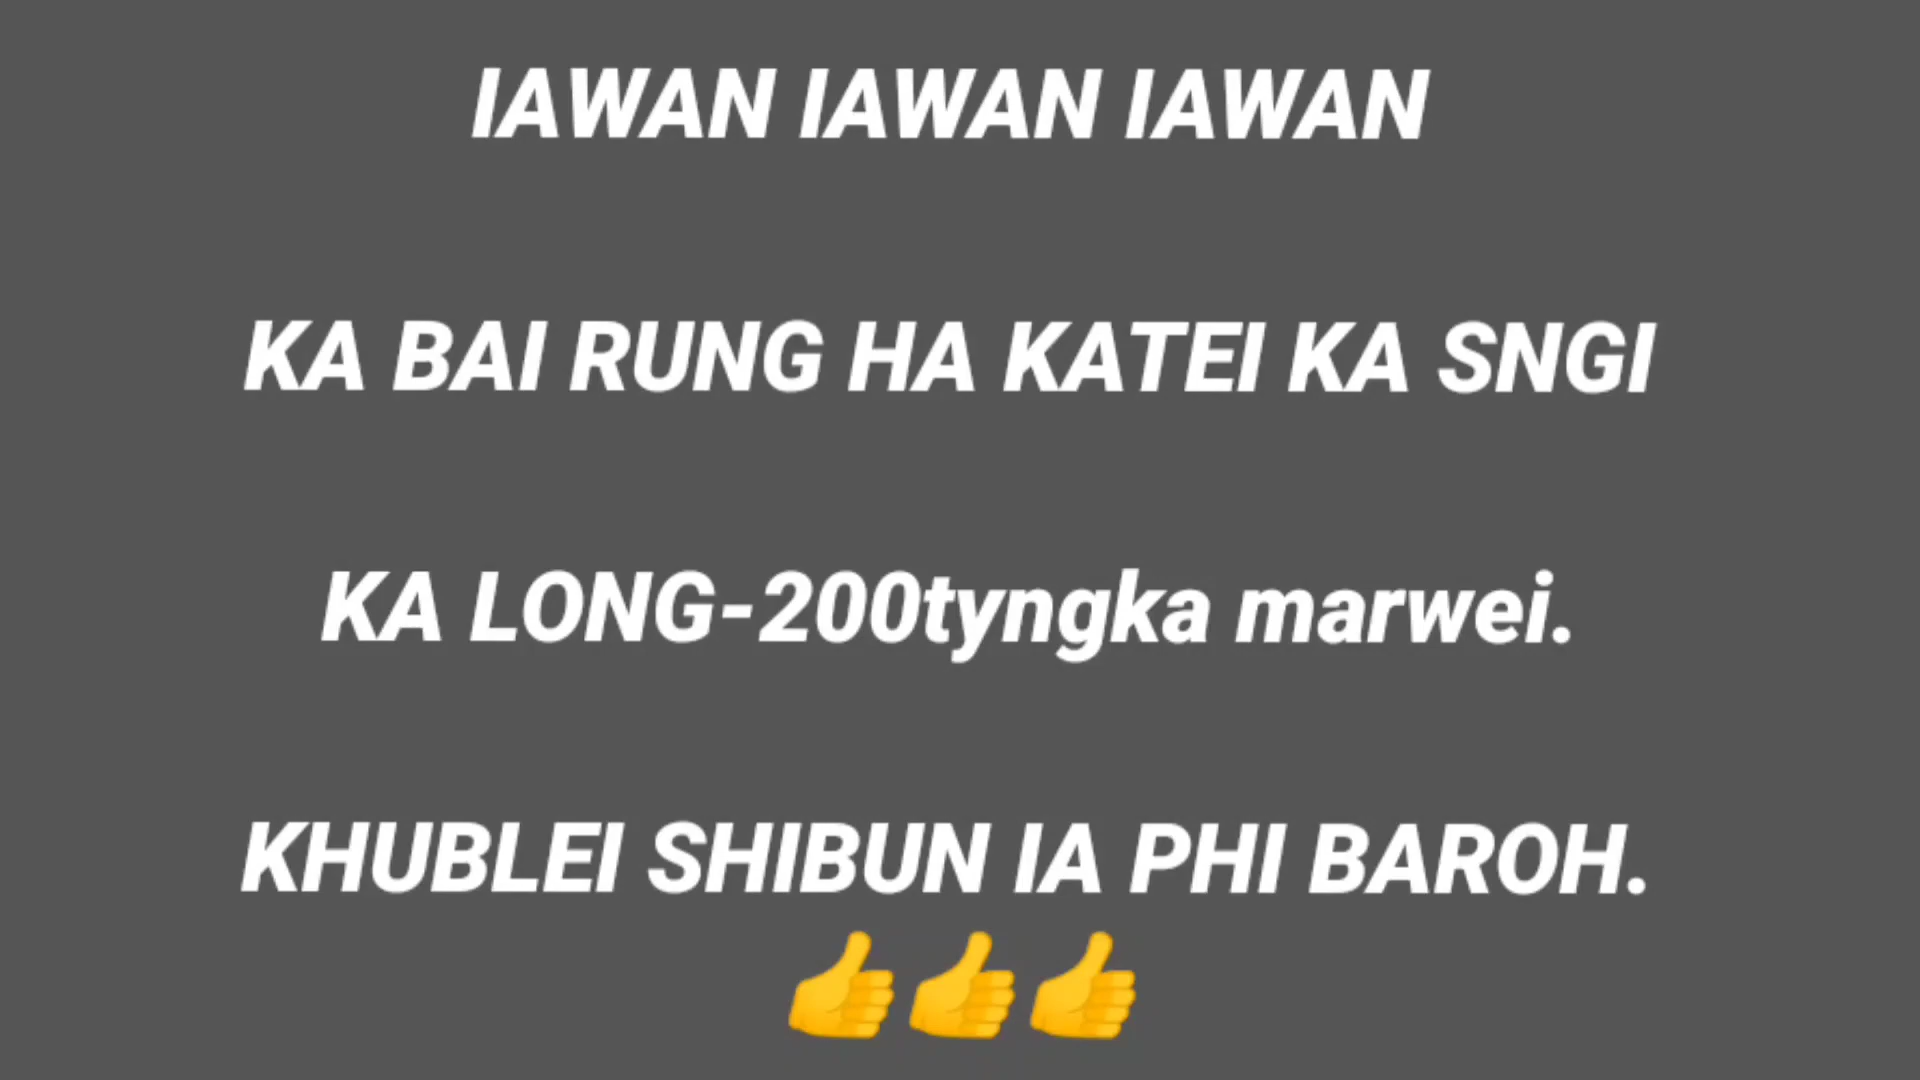 IAWAN IAWAN IAWAN
KA BAI RUNG HA KATEI KA SNGI
KA LONG-200tyngka marwei.
KHUBLEI SHIBUN IA PHI BAROH.
👍👍👍